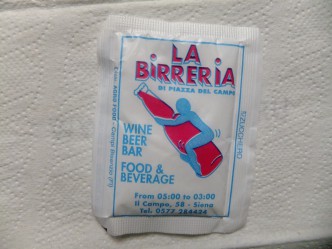 LA
BiRRERiA
DI PIAZZA DEL CAMPO
WINE
BEER
BAR
FOOD &
BEVERAGE
From 05:00 to 03:00
Il Campo, 58 - Siena
Tel. 0577 284424